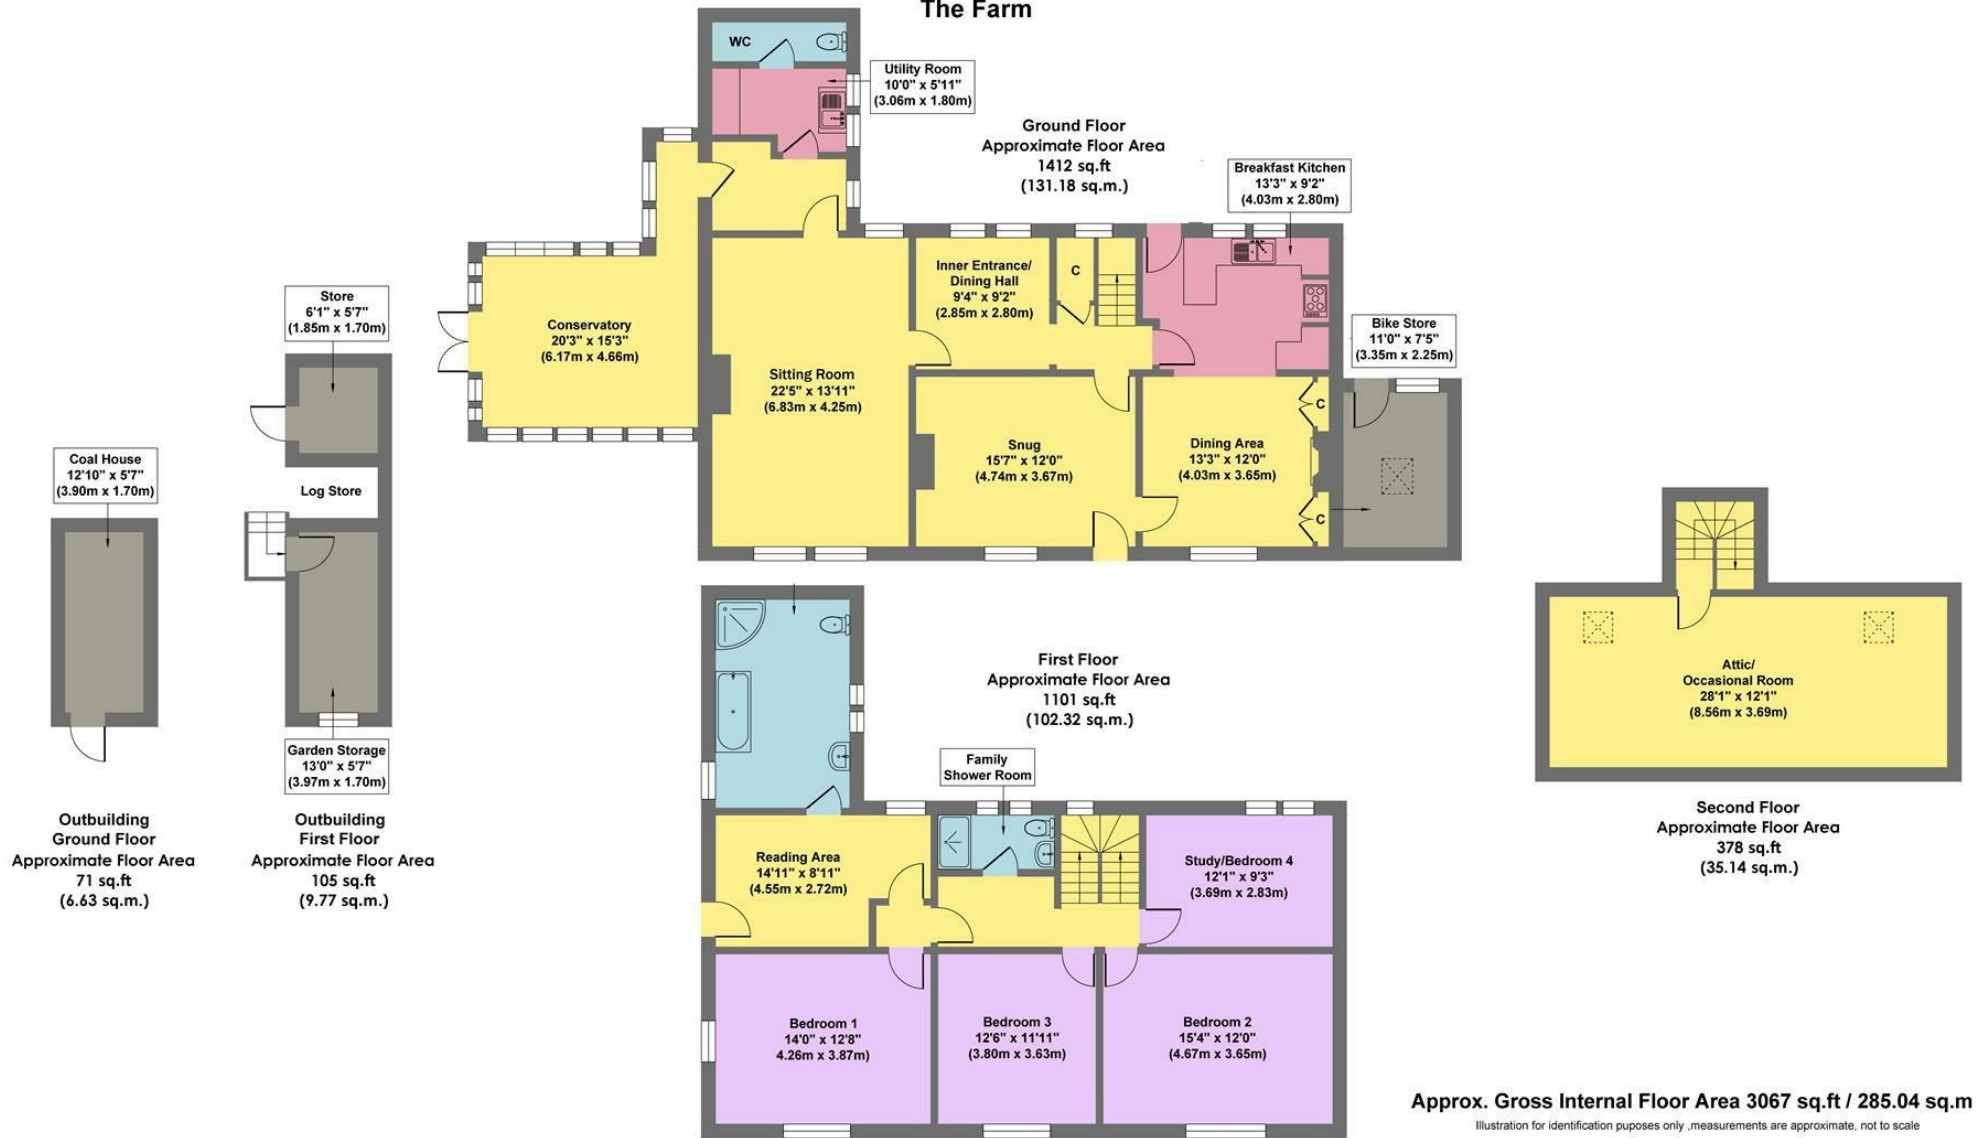 The Farm
WC
Utility Room
10'0" x 5'11"
(3.06m x 1.80m)
Ground Floor
Approximate Floor Area
1412 sq.ft
(131.18 sq.m.)
Breakfast Kitchen
13'3" x 9'2"
(4.03m x 2.80m)
Inner Entrance/
Dining Hall
9'4" x 9'2"
(2.85m x 2.80m)
C
Store
6'1" x 5'7"
(1.85m x 1.70m)
Conservatory
20'3" x 15'3"
(6.17m x 4.66m)
Bike Store
11'0" x 7'5"
(3.35m x 2.25m)
Sitting Room
22'5" x 13'11"
(6.83m x 4.25m)
C
Snug
15'7" x 12'0"
(4.74m x 3.67m)
Dining Area
13'3" x 12'0"
(4.03m x 3.65m)
C
Coal House
12'10" x 5'7"
(3.90m x 1.70m)
Log Store
Garden Storage
13'0" x 5'7"
(3.97m x 1.70m)
Outbuilding
Ground Floor
Approximate Floor Area
71 sq.ft
(6.63 sq.m.)
Outbuilding
First Floor
Approximate Floor Area
105 sq.ft
(9.77 sq.m.)
First Floor
Approximate Floor Area
1101 sq.ft
(102.32 sq.m.)
Family
Shower Room
Reading Area
14'11" x 8'11"
(4.55m x 2.72m)
Study/Bedroom 4
12'1" x 9'3"
(3.69m x 2.83m)
Bedroom 1
14'0" x 12'8"
4.26m x 3.87m)
Bedroom 3
12'6" x 11'11"
(3.80m x 3.63m)
Bedroom 2
15'4" x 12'0"
(4.67m x 3.65m)
Attic/
Occasional Room
28'1" x 12'1"
(8.56m x 3.69m)
Second Floor
Approximate Floor Area
378 sq.ft
(35.14 sq.m.)
Approx. Gross Internal Floor Area 3067 sq.ft / 285.04 sq.m
Illustration for identification puposes only ,measurements are approximate, not to scale